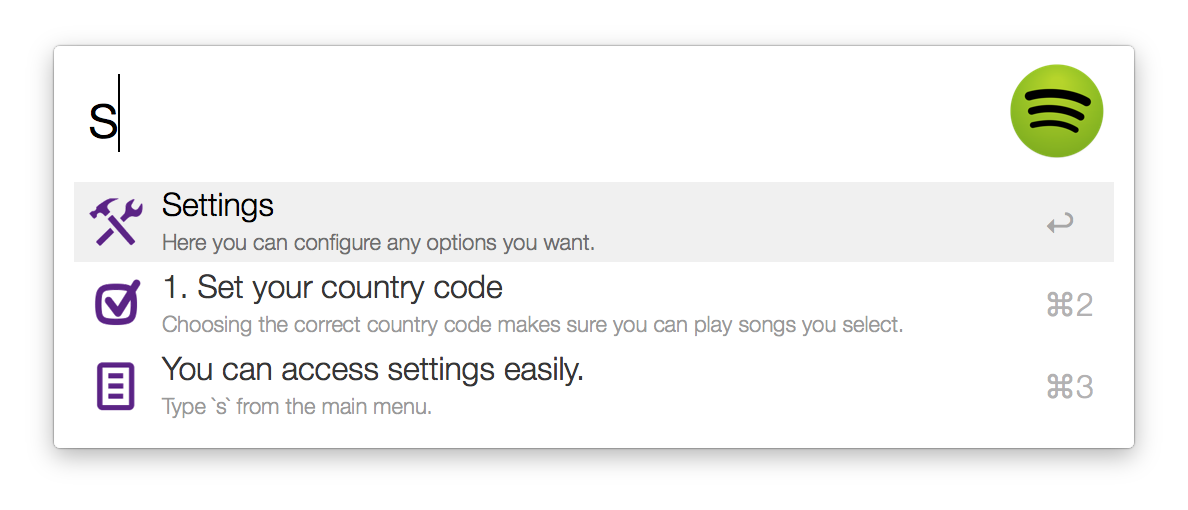 s
Settings
Here you can configure any options you want.
↩
1. Set your country code
Choosing the correct country code makes sure you can play songs you select.
⌘2
You can access settings easily.
Type `s` from the main menu.
⌘3